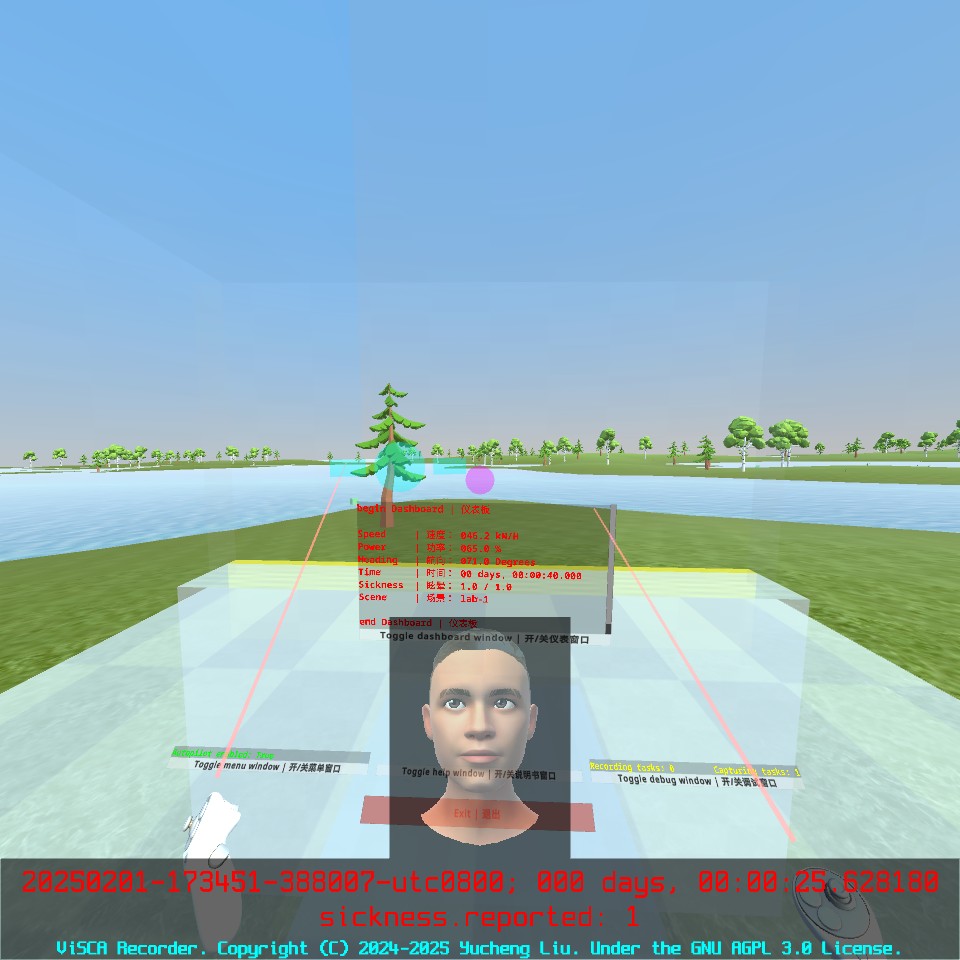 begin Dashboard | 仪表板
Speed | 速度: 045.2 kM/H
Power | 功率: 065.0 %
Heading | 航向: 071.0 Degrees
Time | 时间: 00 days, 00:00:40.000
Sickness | 眩晕: 1.0 / 1.0
Scene | 场景: lab-1
end Dashboard | 仪表板
Toggle dashboard window | 开/关仪表窗口
Autopilot enabled: True
Toggle menu window | 开/关菜单窗口
Toggle help window | 开/关说明书窗口
Recording tasks: 0 Capturing tasks: 1
Toggle debug window | 开/关调试窗口
Exit | 退出
20250201-173451-388007-utc0800; 000 days, 00:00:25.628180
sickness.reported: 1
ViSCA Recorder. Copyright (C) 2024-2025 Yucheng Liu. Under the GNU AGPL 3.0 License.